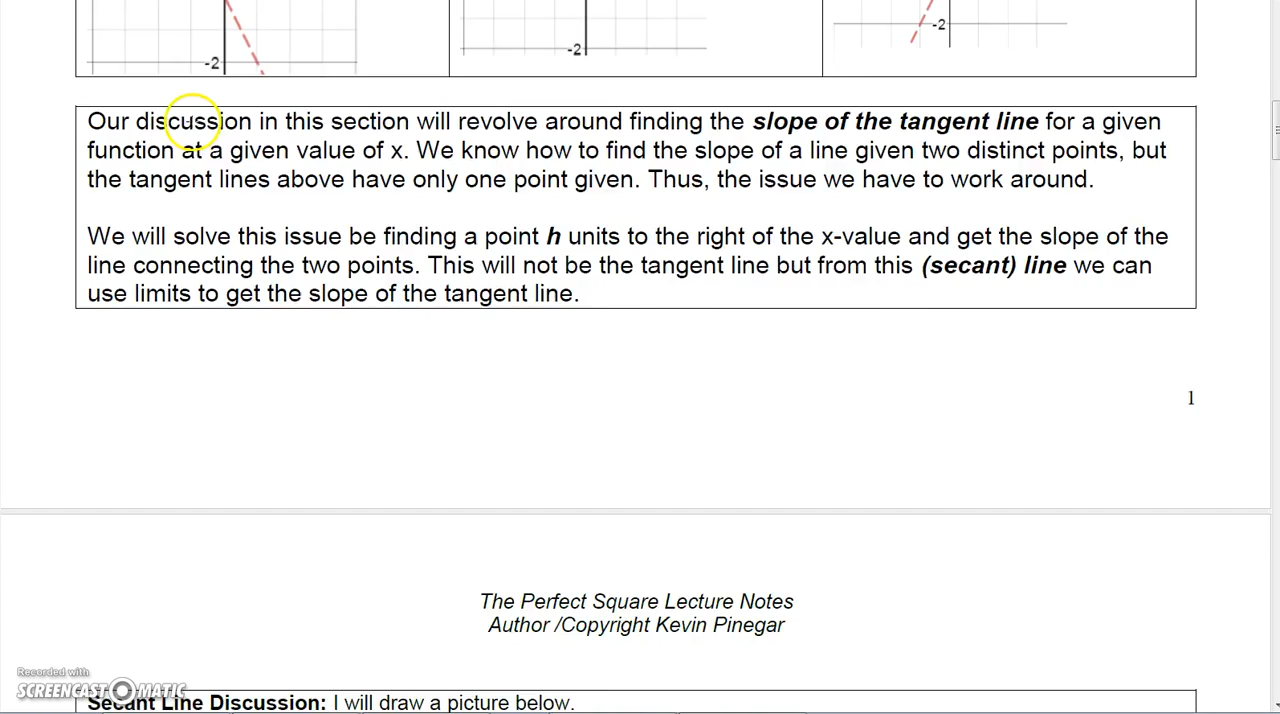 -2
-2
-2
Our discussion in this section will revolve around finding the slope of the tangent line for a given
function at a given value of x. We know how to find the slope of a line given two distinct points, but
the tangent lines above have only one point given. Thus, the issue we have to work around.
We will solve this issue be finding a point h units to the right of the x-value and get the slope of the
line connecting the two points. This will not be the tangent line but from this (secant) line we can
use limits to get the slope of the tangent line.
1
The Perfect Square Lecture Notes
Author /Copyright Kevin Pinegar
Recorded with
SCREENCAST-O-MATIC
Secant Line Discussion: I will draw a picture below.